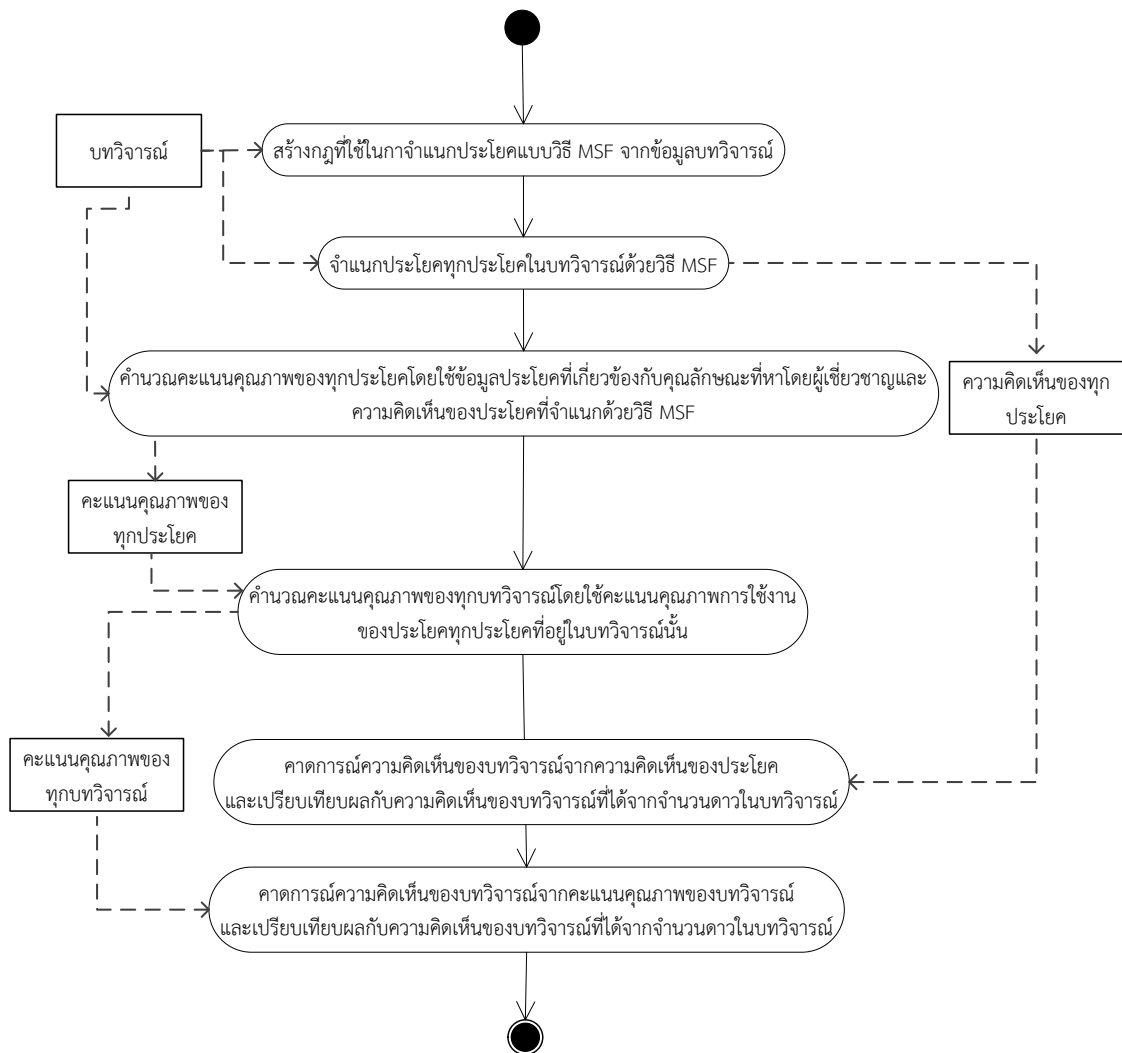 บทวิจารณ์
สร้างกฎที่ใช้ในกาจำแนกประโยคแบบวิธี MSF จากข้อมูลบทวิจารณ์
จำแนกประโยคทุกประโยคในบทวิจารณ์ด้วยวิธี MSF
คำนวณคะแนนคุณภาพของทุกประโยคโดยใช้ข้อมูลประโยคที่เกี่ยวข้องกับคุณลักษณะที่หาโดยผู้เชี่ยวชาญและ
ความคิดเห็นของประโยคที่จำแนกด้วยวิธี MSF
ความคิดเห็นของทุก
ประโยค
คะแนนคุณภาพของ
ทุกประโยค
คำนวณคะแนนคุณภาพของทุกบทวิจารณ์โดยใช้คะแนนคุณภาพการใช้งาน
ของประโยคทุกประโยคที่อยู่ในบทวิจารณ์นั้น
คะแนนคุณภาพของ
ทุกบทวิจารณ์
คาดการณ์ความคิดเห็นของบทวิจารณ์จากความคิดเห็นของประโยค
และเปรียบเทียบผลกับความคิดเห็นของบทวิจารณ์ที่ได้จากจำนวนดาวในบทวิจารณ์
คาดการณ์ความคิดเห็นของบทวิจารณ์จากคะแนนคุณภาพของบทวิจารณ์
และเปรียบเทียบผลกับความคิดเห็นของบทวิจารณ์ที่ได้จากจำนวนดาวในบทวิจารณ์